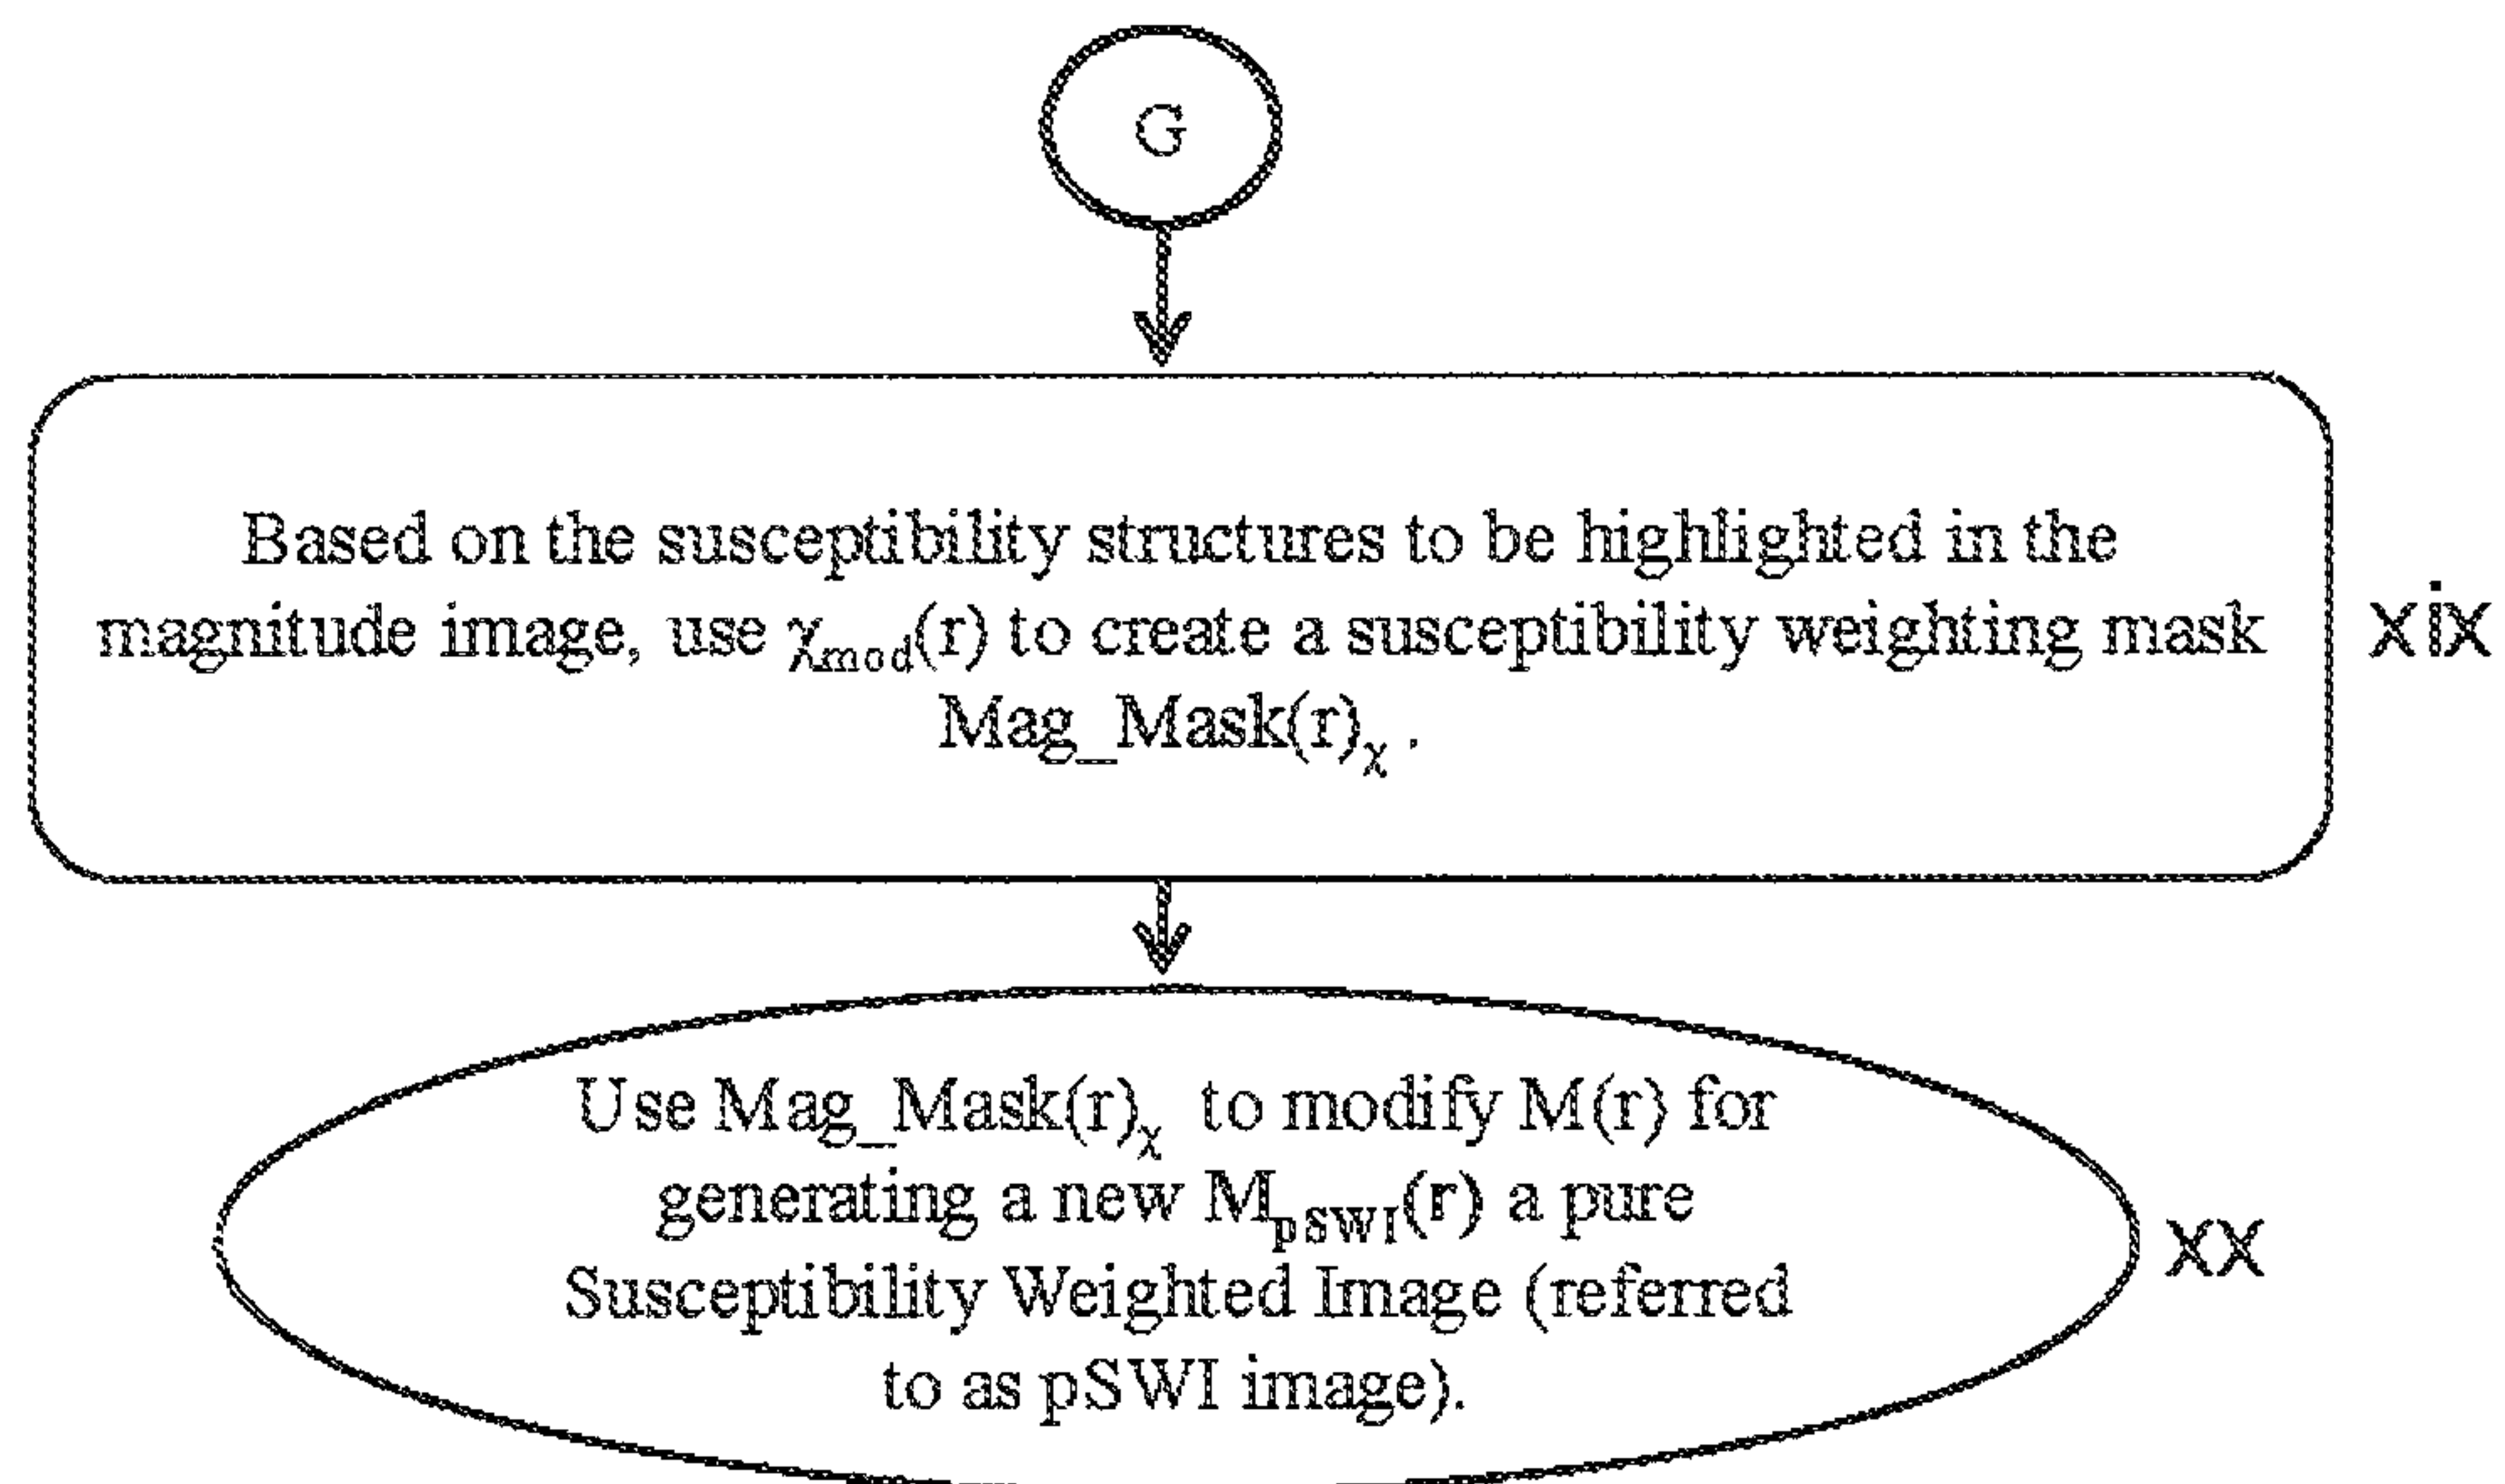 G
Based on the susceptibility structures to be highlighted in the
magnitude image, use χmod(r) to create a susceptibility weighting mask
Mag_Mask(r)χ .
xix
Use Mag_Mask(r)χ to modify M(r) for
generating a new MpSWI(r) a pure
Susceptibility Weighted Image (referred
to as pSWI image).
xx